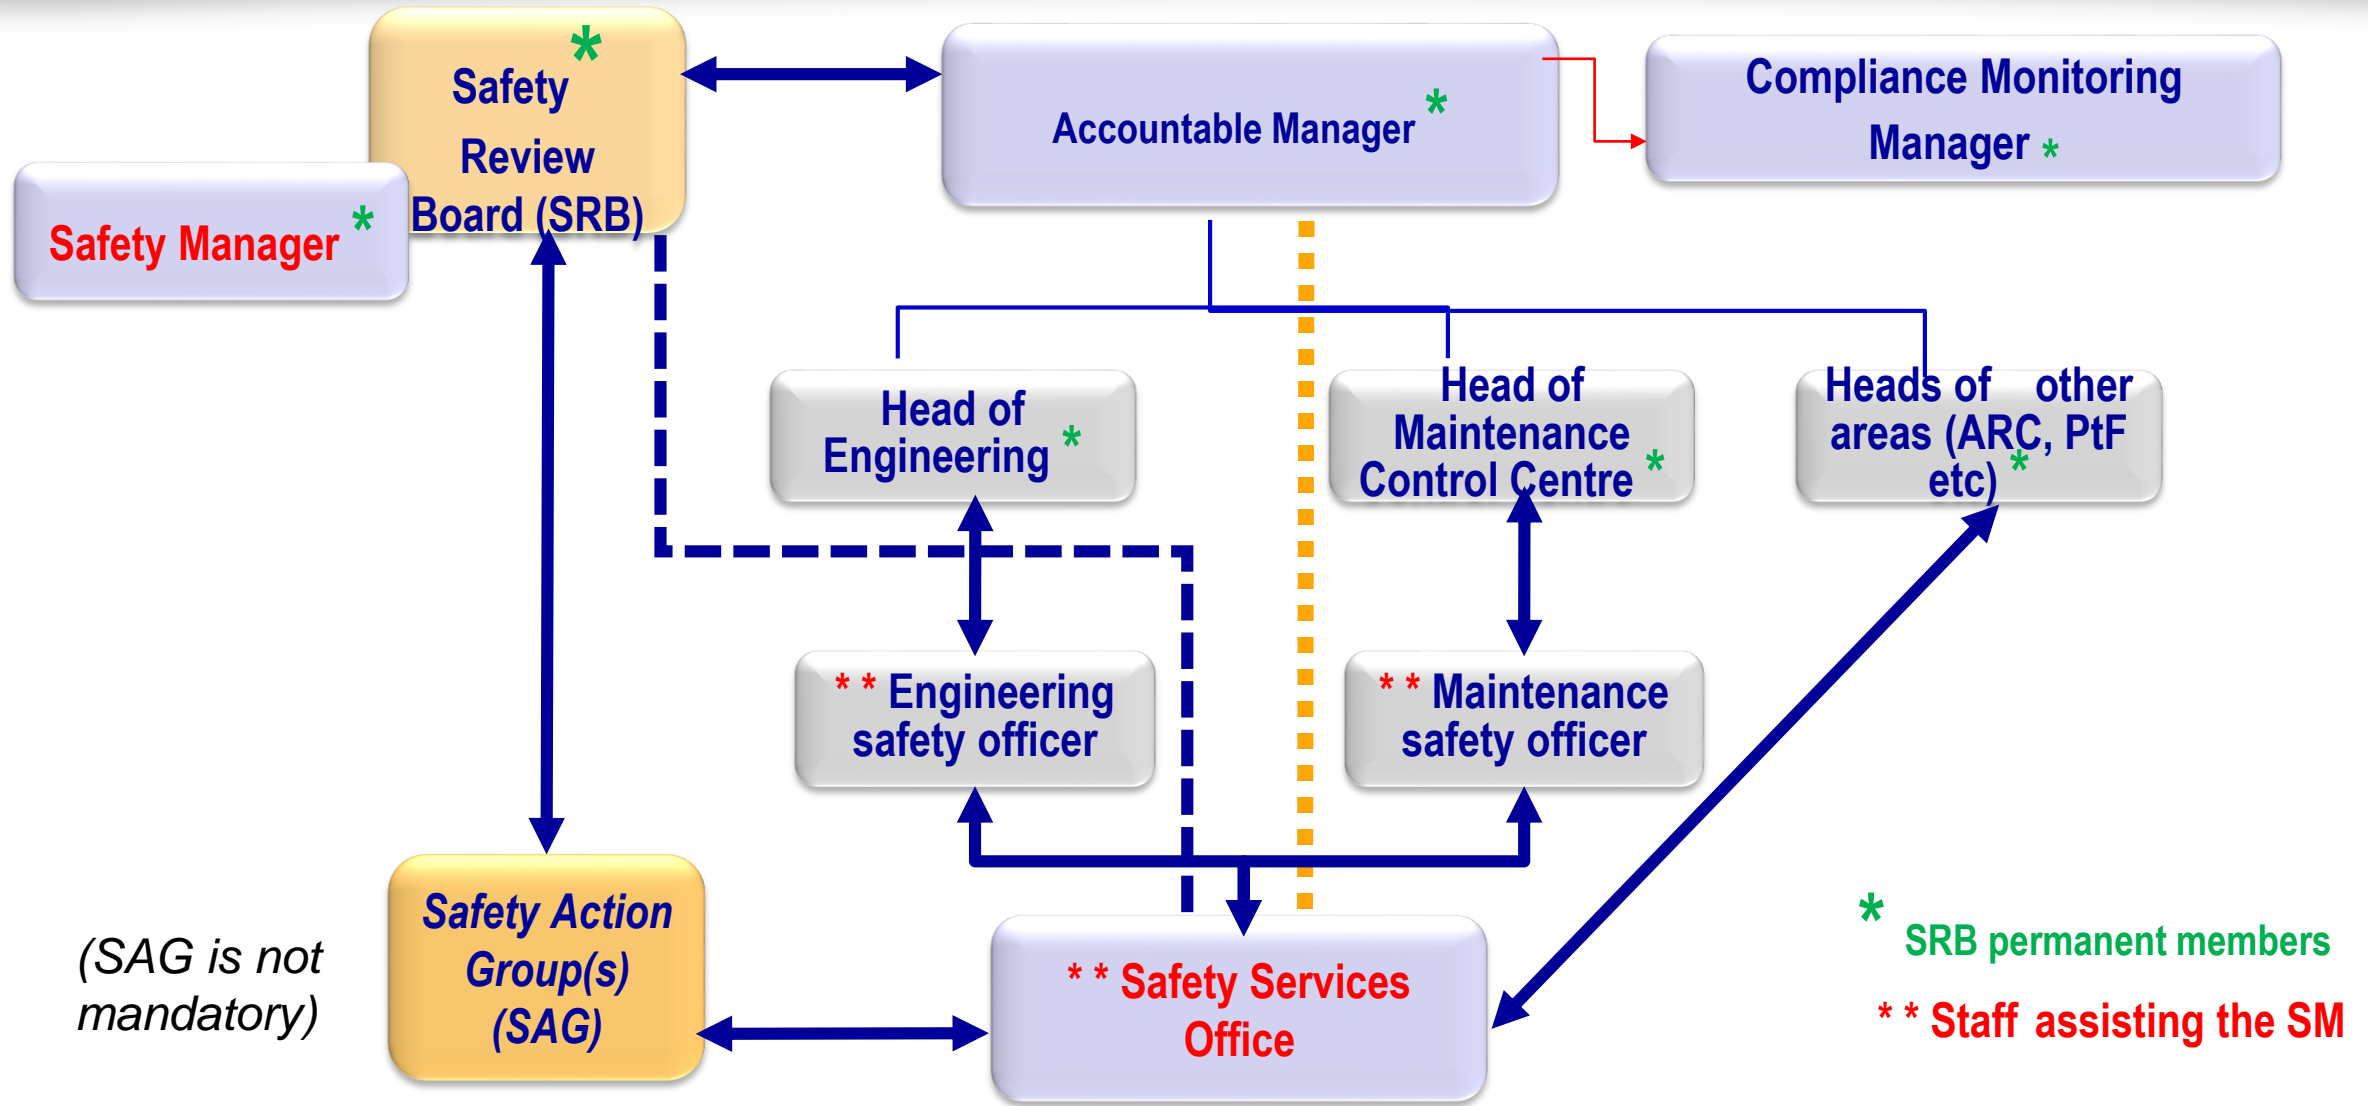 *
Safety
Review
Board (SRB)
Safety Manager *
Accountable Manager *
Compliance Monitoring
Manager *
Head of
Engineering *
Head of
Maintenance
Control Centre *
Heads of other
areas (ARC, PtF
etc) *
* * Engineering
safety officer
* * Maintenance
safety officer
(SAG is not
mandatory)
Safety Action
Group(s)
(SAG)
* * Safety Services
Office
* SRB permanent members
* * Staff assisting the SM